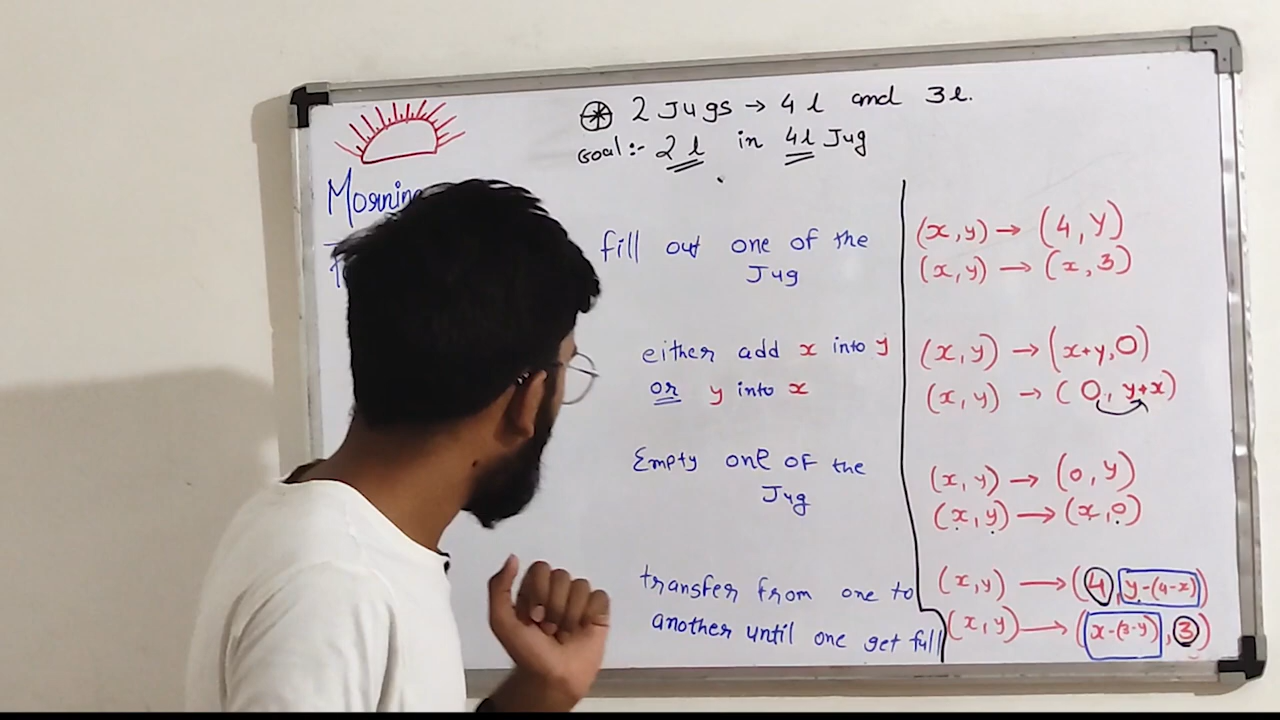 2 Jugs → 4 l and 3 l.
Goal:- 2 l in 4l Jug
fill out one of the Jug
(x,y) → (4, Y)
(x,y) → (x, 3)
either add x into y
or y into x
(x,y) → (x+y,0)
(x,y) → (0, y+x)
Empty one of the
Jug
(x,y) → (0, y)
(x,y) → (x,0)
transfer from one to
another until one get full
(x,y) → (4, y-(4-x))
(x,y) → (x-(3-y), 3)